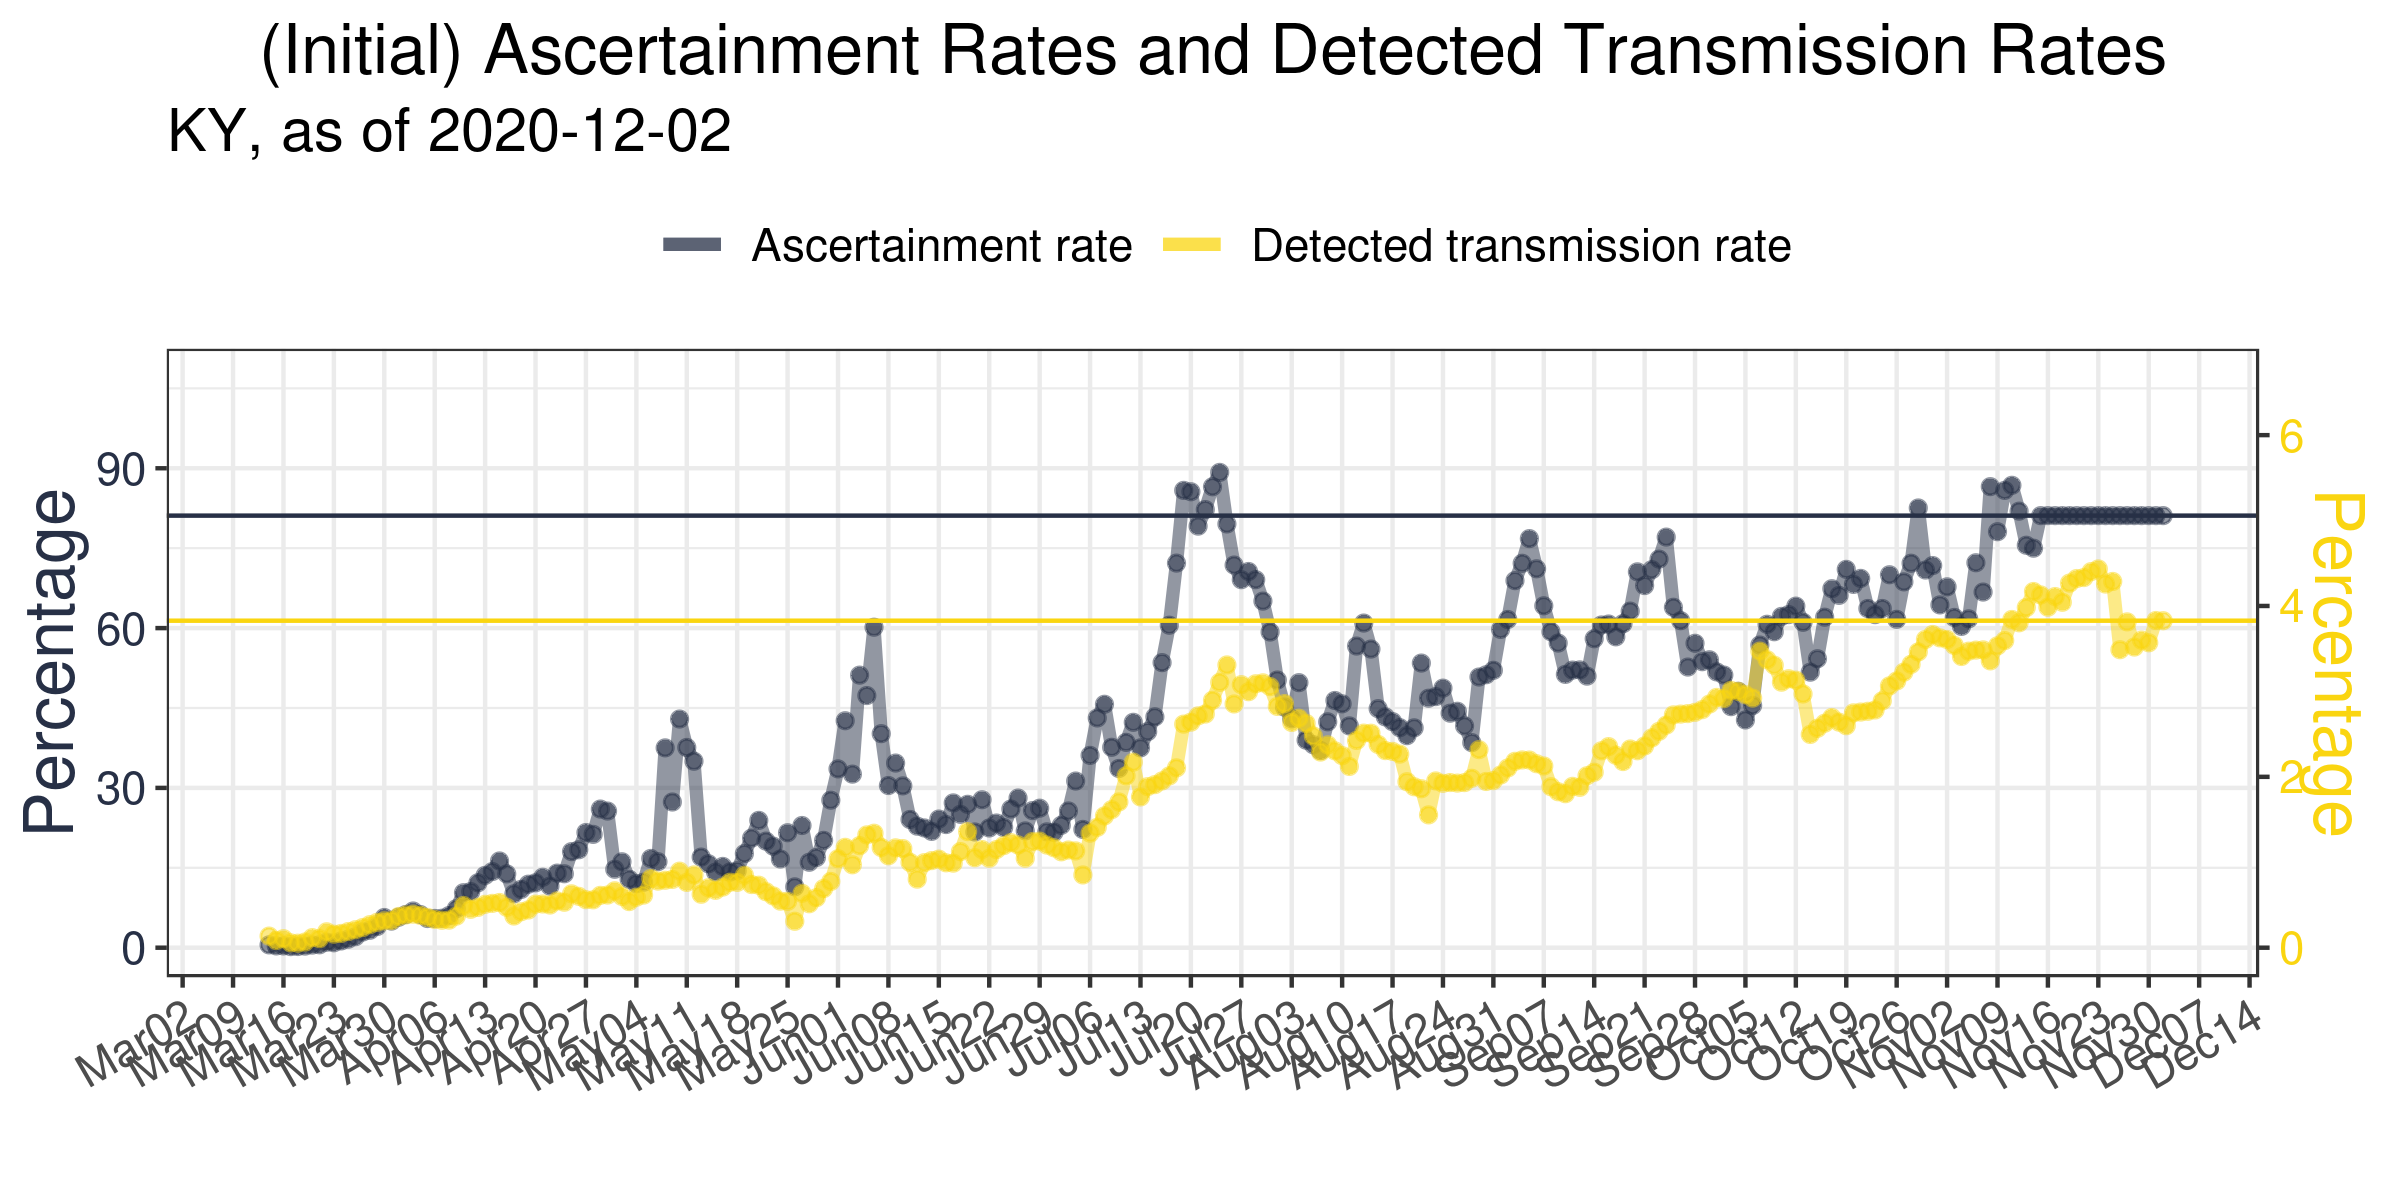 (Initial) Ascertainment Rates and Detected Transmission Rates
KY, as of 2020-12-02
Ascertainment rate
Detected transmission rate
Percentage
90
60
30
0
6
4
2
0
Percentage
Mar02
Mar09
Mar16
Mar23
Mar30
Apr06
Apr13
Apr20
Apr27
May04
May11
May18
May25
Jun01
Jun08
Jun15
Jun22
Jun29
Jul06
Jul13
Jul20
Jul27
Aug03
Aug10
Aug17
Aug24
Aug31
Sep07
Sep14
Sep21
Sep28
Oct05
Oct12
Oct19
Oct26
Nov02
Nov09
Nov16
Nov23
Nov30
Dec07
Dec14